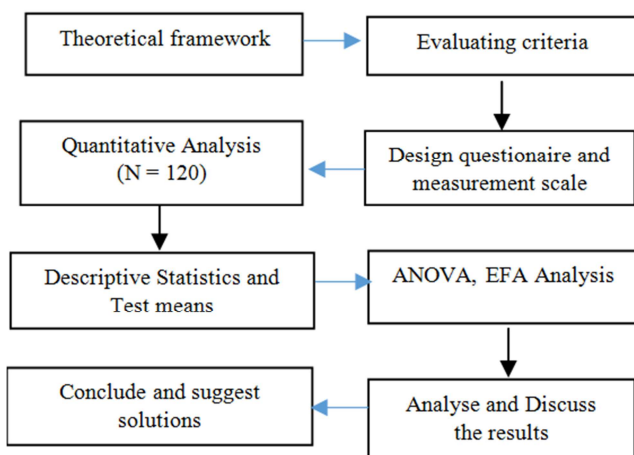 Theoretical framework
Evaluating criteria
Quantitative Analysis
(N = 120)
Design questionaire and
measurement scale
Descriptive Statistics and
Test means
ANOVA, EFA Analysis
Conclude and suggest
solutions
Analyse and Discuss
the results